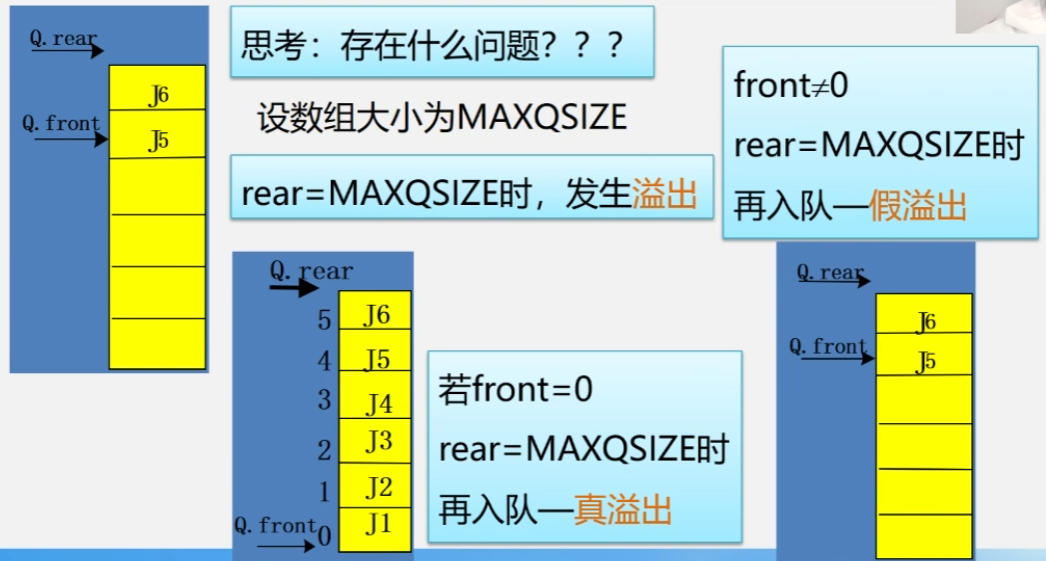 Q.rear
J6
Q.front
J5
思考：存在什么问题？？？
设数组大小为MAXQSIZE
rear=MAXQSIZE时，发生溢出
front≠0
rear=MAXQSIZE时
再入队—假溢出
Q.rear
5 J6
4 J5
3 J4
2 J3
1 J2
Q.front 0 J1
若front=0
rear=MAXQSIZE时
再入队—真溢出
Q.rear
J6
Q.front
J5